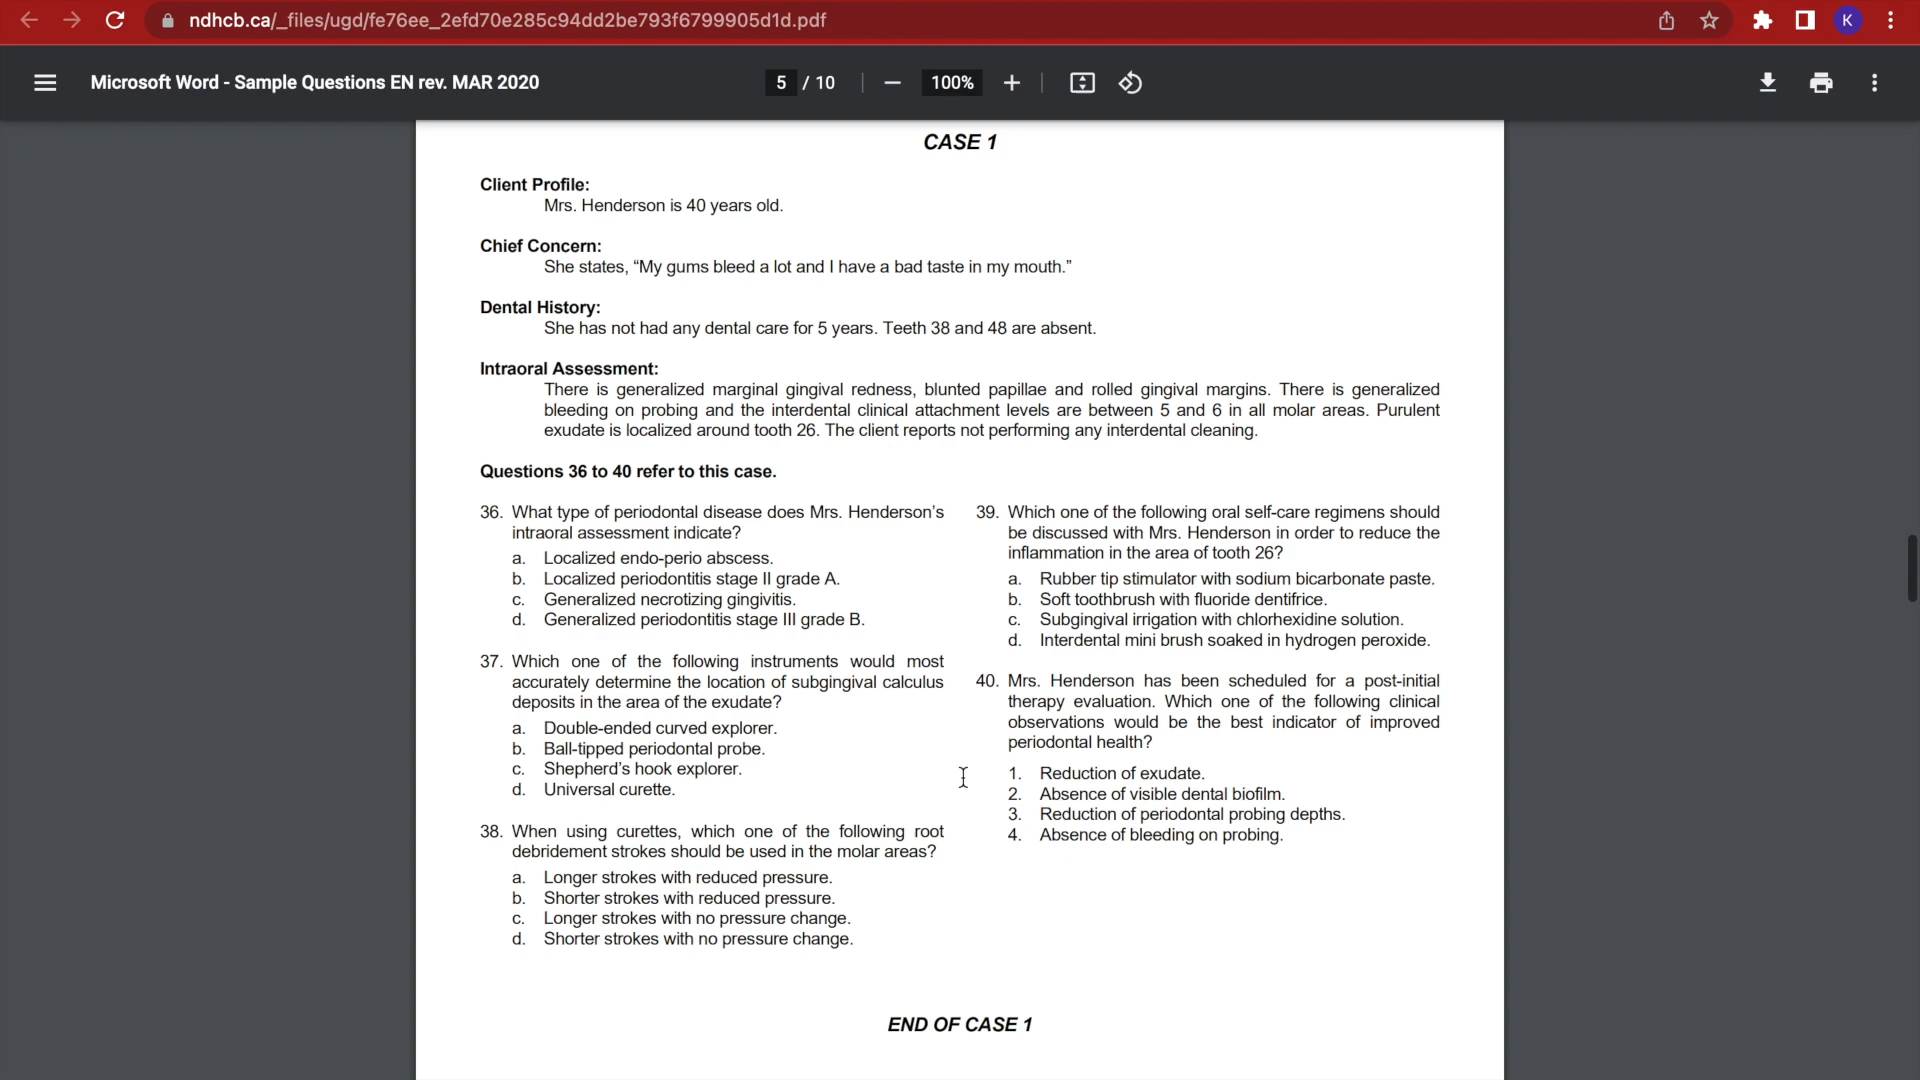 ndhcb.ca/_files/ugd/fe76ee_2efd70e285c94dd2be793f6799905d1d.pdf
K
Microsoft Word - Sample Questions EN rev. MAR 2020
5 / 10
100%
CASE 1
Client Profile:
Mrs. Henderson is 40 years old.
Chief Concern:
She states, “My gums bleed a lot and I have a bad taste in my mouth.”
Dental History:
She has not had any dental care for 5 years. Teeth 38 and 48 are absent.
Intraoral Assessment:
There is generalized marginal gingival redness, blunted papillae and rolled gingival margins. There is generalized
bleeding on probing and the interdental clinical attachment levels are between 5 and 6 in all molar areas. Purulent
exudate is localized around tooth 26. The client reports not performing any interdental cleaning.
Questions 36 to 40 refer to this case.
36. What type of periodontal disease does Mrs. Henderson’s
intraoral assessment indicate?
a. Localized endo-perio abscess.
b. Localized periodontitis stage II grade A.
c. Generalized necrotizing gingivitis.
d. Generalized periodontitis stage III grade B.
37. Which one of the following instruments would most
accurately determine the location of subgingival calculus
deposits in the area of the exudate?
a. Double-ended curved explorer.
b. Ball-tipped periodontal probe.
c. Shepherd’s hook explorer.
d. Universal curette.
38. When using curettes, which one of the following root
debridement strokes should be used in the molar areas?
a. Longer strokes with reduced pressure.
b. Shorter strokes with reduced pressure.
c. Longer strokes with no pressure change.
d. Shorter strokes with no pressure change.
39. Which one of the following oral self-care regimens should
be discussed with Mrs. Henderson in order to reduce the
inflammation in the area of tooth 26?
a. Rubber tip stimulator with sodium bicarbonate paste.
b. Soft toothbrush with fluoride dentifrice.
c. Subgingival irrigation with chlorhexidine solution.
d. Interdental mini brush soaked in hydrogen peroxide.
40. Mrs. Henderson has been scheduled for a post-initial
therapy evaluation. Which one of the following clinical
observations would be the best indicator of improved
periodontal health?
1. Reduction of exudate.
2. Absence of visible dental biofilm.
3. Reduction of periodontal probing depths.
4. Absence of bleeding on probing.
END OF CASE 1